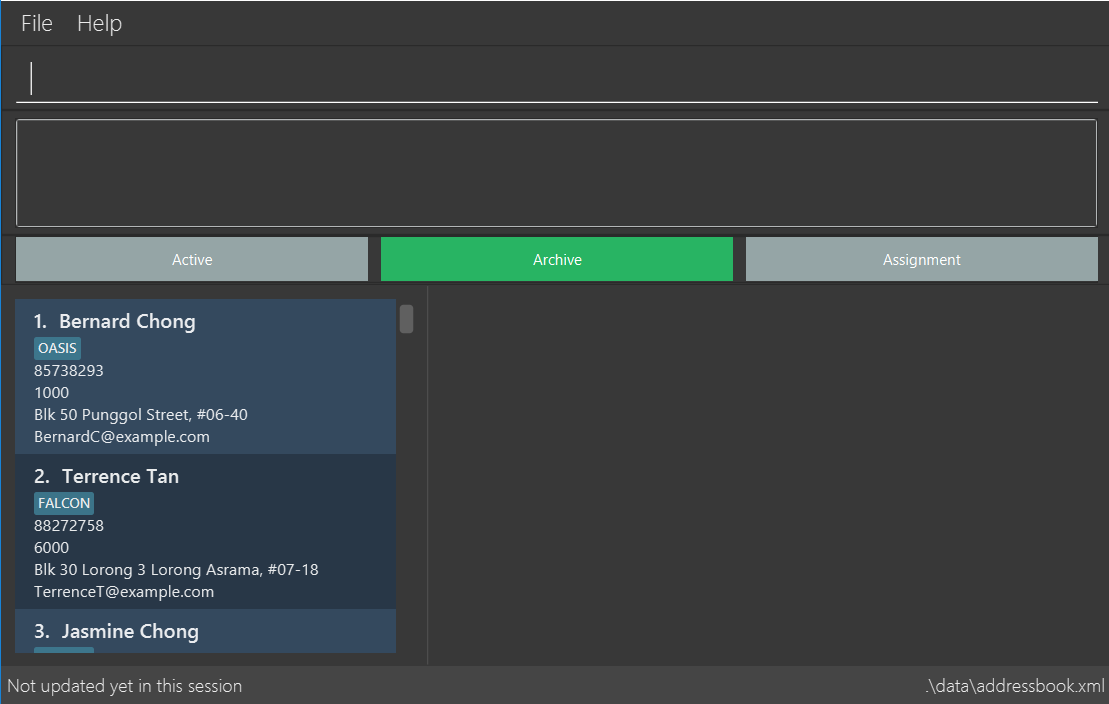 File Help
Active Archive Assignment
1. Bernard Chong
OASIS
85738293
1000
Blk 50 Punggol Street, #06-40
BernardC@example.com
2. Terrence Tan
FALCON
88272758
6000
Blk 30 Lorong 3 Lorong Asrama, #07-18
TerrenceT@example.com
3. Jasmine Chong
Not updated yet in this session .\data\addressbook.xml